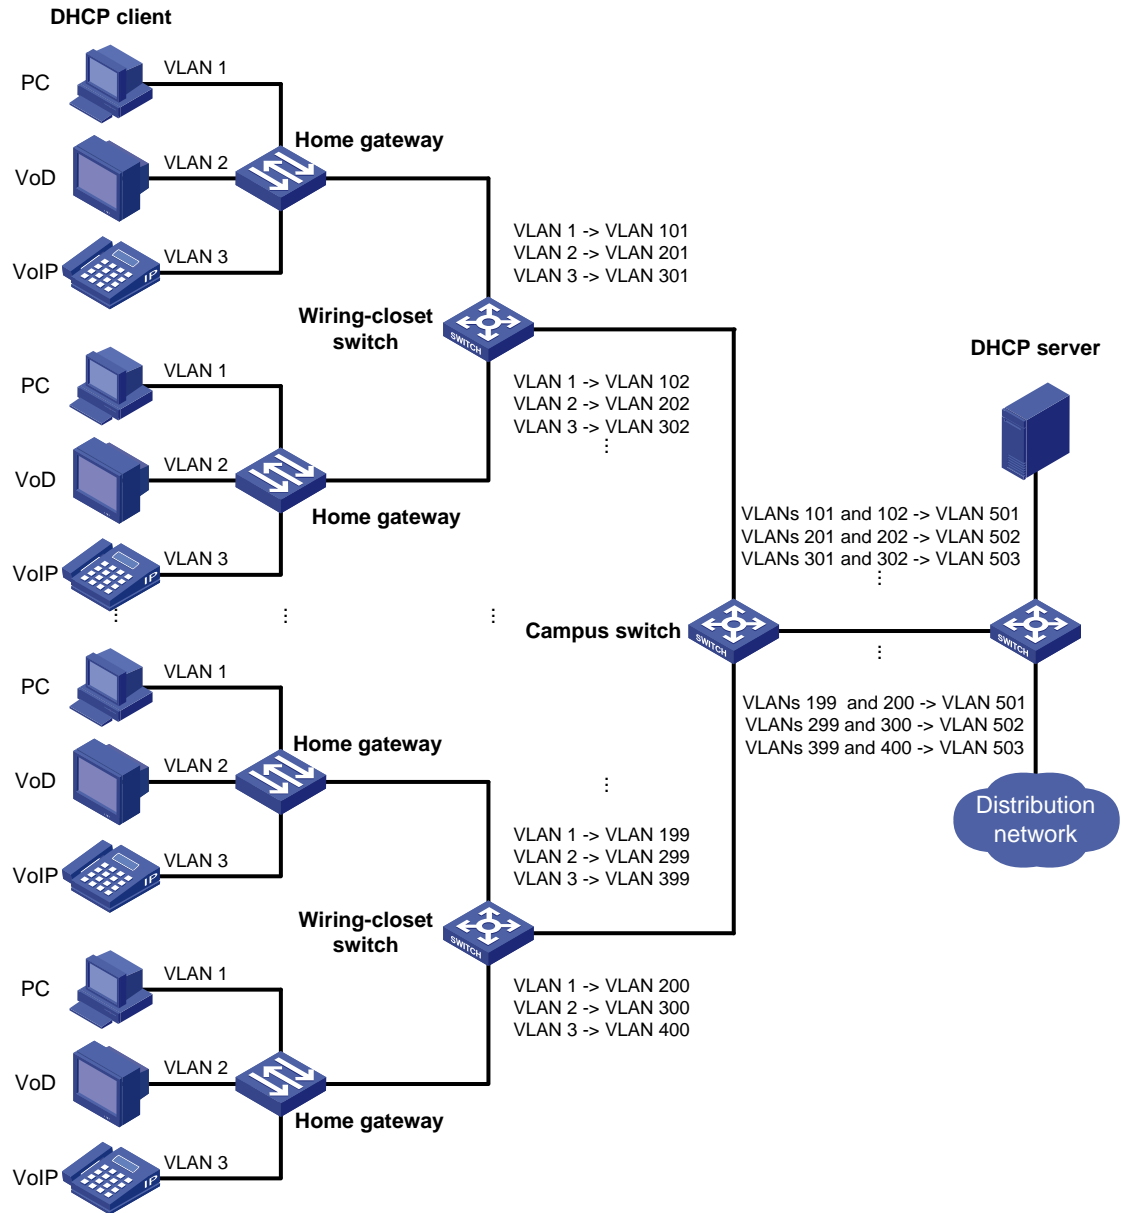 DHCP client
PC
VLAN 1
Home gateway
VoD
VLAN 2
VoIP
VLAN 3
IP
VLAN 1 -> VLAN 101
VLAN 2 -> VLAN 201
VLAN 3 -> VLAN 301
Wiring-closet
switch
SWITCH
DHCP server
PC
VLAN 1
VLAN 1 -> VLAN 102
VLAN 2 -> VLAN 202
VLAN 3 -> VLAN 302
...
VoD
VLAN 2
Home gateway
VoIP
VLAN 3
IP
VLANs 101 and 102 -> VLAN 501
VLANs 201 and 202 -> VLAN 502
VLANs 301 and 302 -> VLAN 503
...
... ... ...
Campus switch
SWITCH
SWITCH
...
PC
VLAN 1
VLANs 199 and 200 -> VLAN 501
VLANs 299 and 300 -> VLAN 502
VLANs 399 and 400 -> VLAN 503
Home gateway
VoD
VLAN 2
...
Distribution
network
VoIP
VLAN 3
IP
VLAN 1 -> VLAN 199
VLAN 2 -> VLAN 299
VLAN 3 -> VLAN 399
Wiring-closet
switch
SWITCH
PC
VLAN 1
VLAN 1 -> VLAN 200
VLAN 2 -> VLAN 300
VLAN 3 -> VLAN 400
VoD
VLAN 2
Home gateway
VoIP
VLAN 3
IP